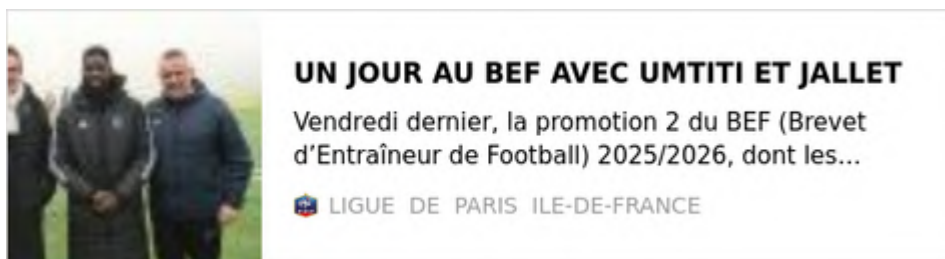 UN JOUR AU BEF AVEC UMTITI ET JALLET
Vendredi dernier, la promotion 2 du BEF (Brevet
d’Entraîneur de Football) 2025/2026, dont les...
LIGUE DE PARIS ILE-DE-FRANCE